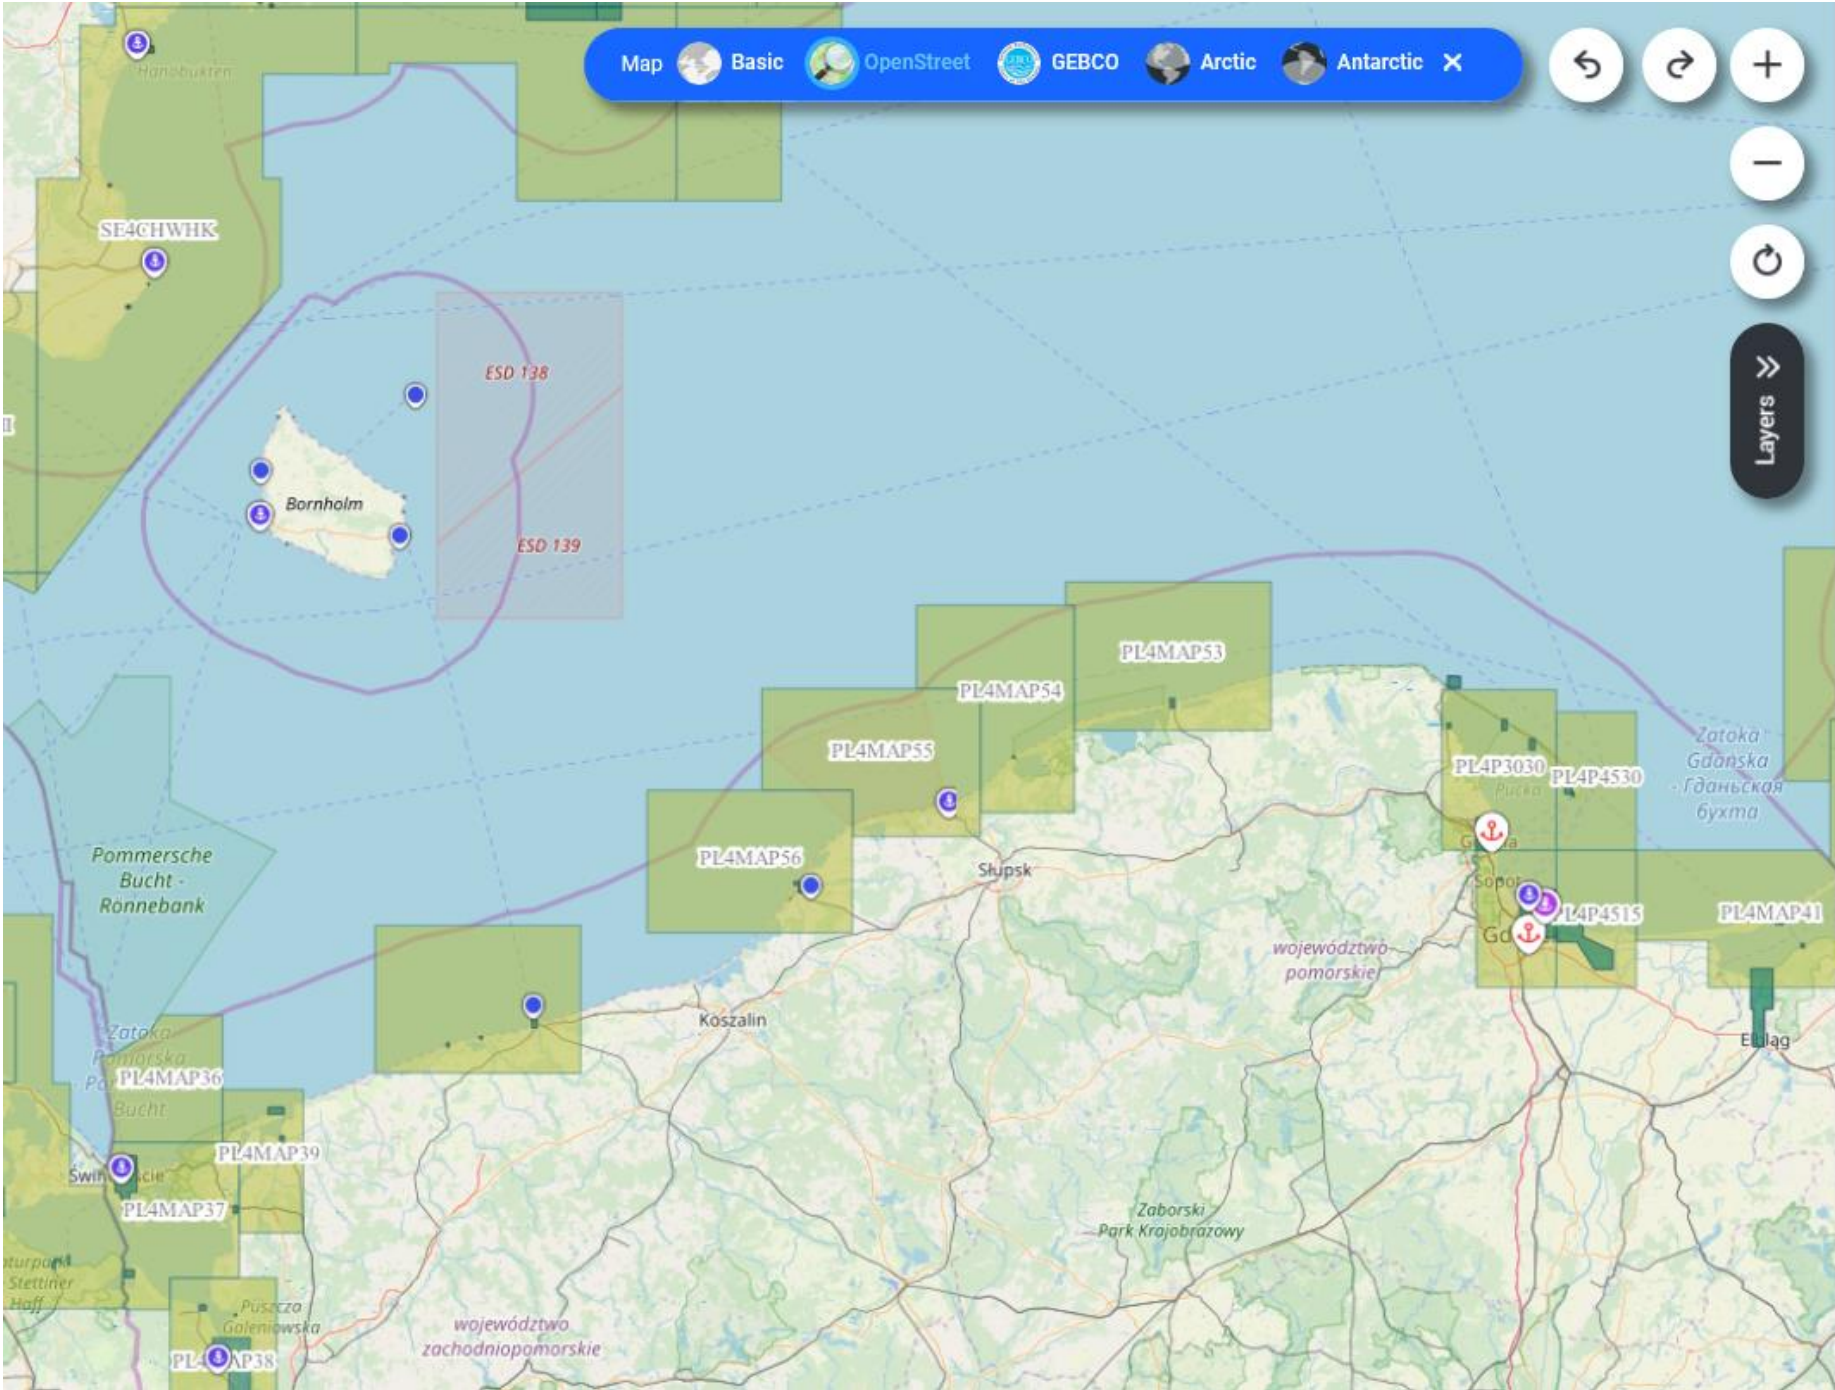 Map Basic OpenStreet GEBCO Arctic Antarctic
Hanöbukten
SE4CHWHK
Layers
ESD 138
Bornholm
ESD 139
PL4MAP53
PL4MAP54
PL4MAP55
Zatoka
Gdańska
- Гданьская
бухта
PL4P3030
PL4P4530
Pucka
PL4MAP56
Pommersche
Bucht -
Rönnebank
Słupsk
Sopot
PL4P4515
PL4MAP41
województwo
pomorskie
Koszalin
Zatoka
Pomorska
PL4MAP36
Bucht
PL4MAP39
PL4MAP37
Zaborski
Park Krajobrazowy
Stettiner
Haff
Puszcza
Goleniowska
województwo
zachodniopomorskie